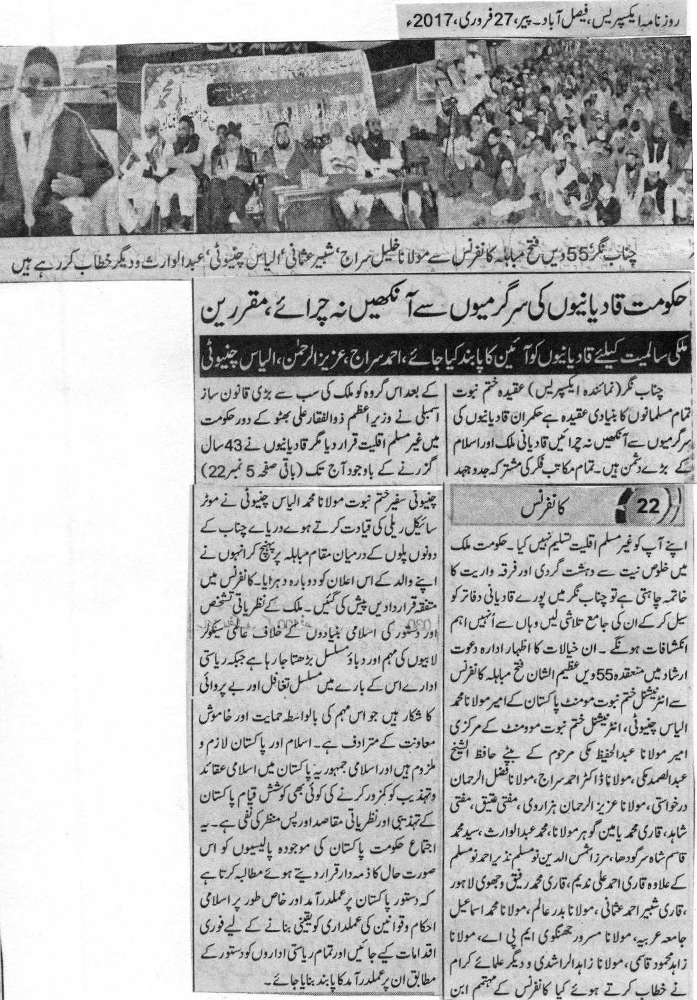 روزنامہ ایکسپریس، فیصل آباد۔ پیر، 27 فروری، 2017ء
چناب نگر؛ 55 ویں فتح مباہلہ کانفرنس سے مولانا خلیل سراج، شبیر عثمانی، الیاس چنیوٹی، عبدالوارث و دیگر خطاب کر رہے ہیں
حکومت قادیانیوں کی سرگرمیوں سے آنکھیں نہ چرائے، مقررین
ملکی سالمیت کیلئے قادیانیوں کو آئین کا پابند کیا جائے، احمد سراج، عزیز الرحمٰن، الیاس چنیوٹی
چناب نگر (نمائندہ ایکسپریس) عقیدہ ختم نبوت
تمام مسلمانوں کا بنیادی عقیدہ ہے حکمران قادیانیوں کی
سرگرمیوں سے آنکھیں نہ چرائیں قادیانی ملک اور اسلام
کے بڑے دشمن ہیں۔ تمام مکاتب فکر کی مشترکہ جدوجہد
کے بعد اس گروہ کو ملک کی سب سے بڑی قانون ساز
اسمبلی نے وزیر اعظم ذوالفقار علی بھٹو کے دور حکومت
میں غیر مسلم اقلیت قرار دیا مگر قادیانیوں نے 43 سال
گزرنے کے باوجود آج تک (باقی صفحہ 5 نمبر 22)
22 کانفرنس
اپنے آپ کو غیر مسلم اقلیت تسلیم نہیں کیا۔ حکومت ملک
میں خلوص نیت سے دہشت گردی اور فرقہ واریت کا
خاتمہ چاہتی ہے تو چناب نگر میں پورے قادیانی دفاتر کو
سیل کر کے ان کی جامع تلاشی لیں وہاں سے اُنہیں اہم
انکشافات ہونگے۔ ان خیالات کا اظہار ادارہ دعوت
ارشاد میں منعقدہ 55 ویں عظیم الشان فتح مباہلہ کانفرنس
سے انٹرنیشنل ختم نبوت مومنٹ پاکستان کے امیر مولانا محمد
الیاس چنیوٹی، انٹرنیشنل ختم نبوت موومنٹ کے مرکزی
امیر مولانا عبدالحفیظ مکی مرحوم کے بیٹے حافظ الشیخ
عبدالصمد مکی، مولانا ڈاکٹر احمد سراج، مولانا فضل الرحمان
درخواستی، مولانا عزیز الرحمان ہزاروی، مفتی عتیق، مفتی
شاہد، قاری محمد یامین گوہر مولانا، محمد عبدالوارث، سید محمد
قاسم شاہ سرگودھا، مرزا شمس الدین نو مسلم نذیر احمد نو مسلم
کے علاوہ قاری احمد علی ندیم، قاری محمد رفیق وجھوی لاہور
، قاری شبیر احمد عثمانی، مولانا بدر عالم، مولانا محمد اسماعیل
جامعہ عربیہ، مولانا مسرور جھنگوی ایم پی اے، مولانا
زاہد محمود قاسمی، مولانا زاہد الراشدی و دیگر علمائے کرام
نے خطاب کرتے ہوئے کیا کانفرنس کے مہتمم ابن
چنیوٹی سفیر ختم نبوت مولانا محمد الیاس چنیوٹی نے موٹر
سائیکل ریلی کی قیادت کرتے ہوے دریاے چناب کے
دونوں پلوں کے درمیان مقام مباہلہ پر پہنچ کر انہوں نے
اپنے والد کے اس اعلان کو دوبارہ دہرایا۔ کانفرنس میں
متفقہ قراردادیں پیش کی گئیں۔ ملک کے نظریاتی تشخص
اور دستور کی اسلامی بنیادوں کے خلاف عالمی سیکولر
لابیوں کی مہم اور دباؤ مسلسل بڑھتا جا رہا ہے جبکہ ریاستی
ادارے اس کے بارے میں مسلسل تغافل اور بے پروائی
کا شکار ہیں جو اس مہم کی بالواسطہ حمایت اور خاموش
معاونت کے مترادف ہے۔ اسلام اور پاکستان لازم و
ملزوم ہیں اور اسلامی جمہوریہ پاکستان میں اسلامی عقائد
و تہذیب کو کمزور کرنے کی کوئی بھی کوشش قیام پاکستان
کے تہذیبی اور نظریاتی مقاصد اور پس منظر کی نفی ہے۔ یہ
اجتماع حکومت پاکستان کی موجودہ پالیسیوں کو اس
صورت حال کا ذمہ دار قرار دیتے ہوئے مطالبہ کرتا ہے
کہ دستور پاکستان پر عملدرآمد اور خاص طور پر اسلامی
احکام و قوانین کی عملداری کو یقینی بنانے کے لیے فوری
اقدامات کیے جائیں اور تمام ریاستی اداروں کو دستور کے
مطابق ان پر عملدرآمد کا پابند بنایا جائے۔